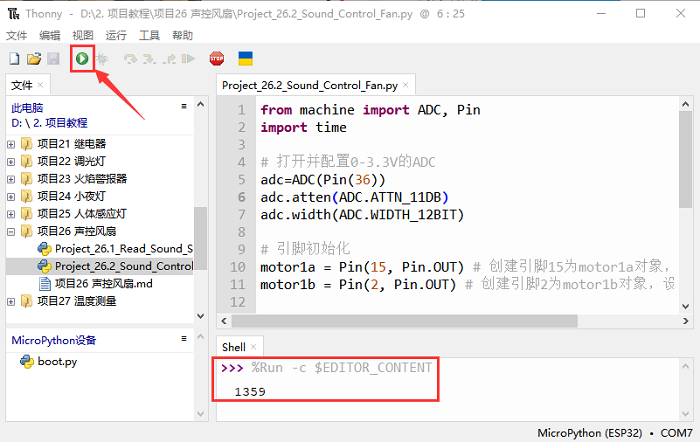 Thonny - D:\2. 项目教程\项目26 声控风扇\Project_26.2_Sound_Control_Fan.py @ 6 : 25
文件 编辑 视图 运行 工具 帮助
STOP
文件
此电脑
D: \ 2. 项目教程
项目21 继电器
项目22 调光灯
项目23 火焰警报器
项目24 小夜灯
项目25 人体感应灯
项目26 声控风扇
Project_26.1_Read_Sound_S
Project_26.2_Sound_Control
项目26 声控风扇.md
项目27 温度测量
MicroPython设备
boot.py
Project_26.2_Sound_Control_Fan.py
1 from machine import ADC, Pin
2 import time
3
4 # 打开并配置0-3.3V的ADC
5 adc=ADC(Pin(36))
6 adc.atten(ADC.ATTN_11DB)
7 adc.width(ADC.WIDTH_12BIT)
8
9 # 引脚初始化
10 motor1a = Pin(15, Pin.OUT) # 创建引脚15为motor1a对象,
11 motor1b = Pin(2, Pin.OUT) # 创建引脚2为motor1b对象，设
12
Shell
>>> %Run -c $EDITOR_CONTENT
1359
MicroPython (ESP32) • COM7